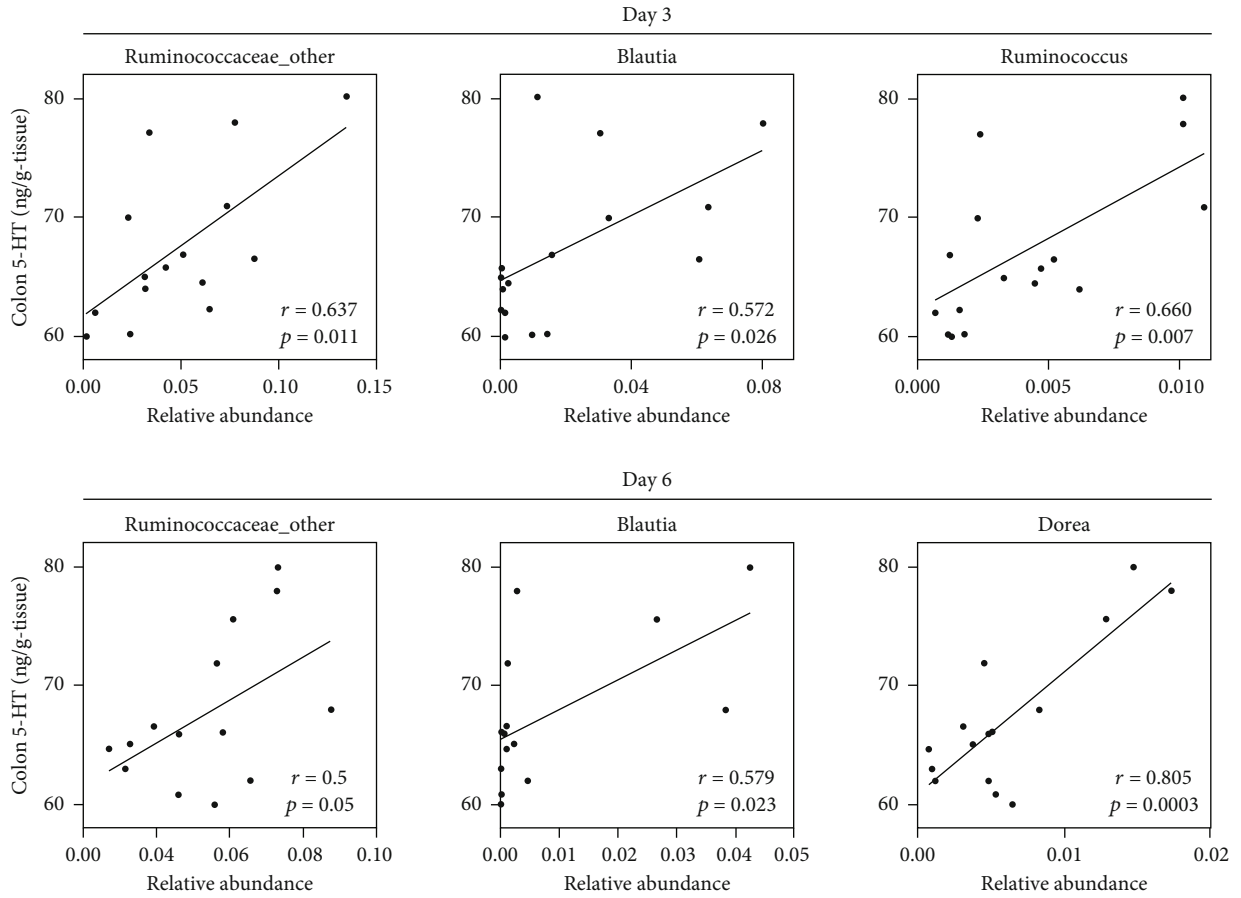 Day 3
Ruminococcaceae_other
Blautia
Ruminococcus
Colon 5-HT (ng/g-tissue)
80
70
60
r = 0.637
p = 0.011
0.00 0.05 0.10 0.15
Relative abundance
80
70
60
r = 0.572
p = 0.026
0.00 0.04 0.08
Relative abundance
80
70
60
r = 0.660
p = 0.007
0.000 0.005 0.010
Relative abundance
Day 6
Ruminococcaceae_other
Blautia
Dorea
Colon 5-HT (ng/g-tissue)
80
70
60
r = 0.5
p = 0.05
0.02 0.04 0.06 0.08 0.10
Relative abundance
80
70
60
r = 0.579
p = 0.023
0.00 0.01 0.02 0.03 0.04 0.05
Relative abundance
80
70
60
r = 0.805
p = 0.0003
0.00 0.01 0.02
Relative abundance